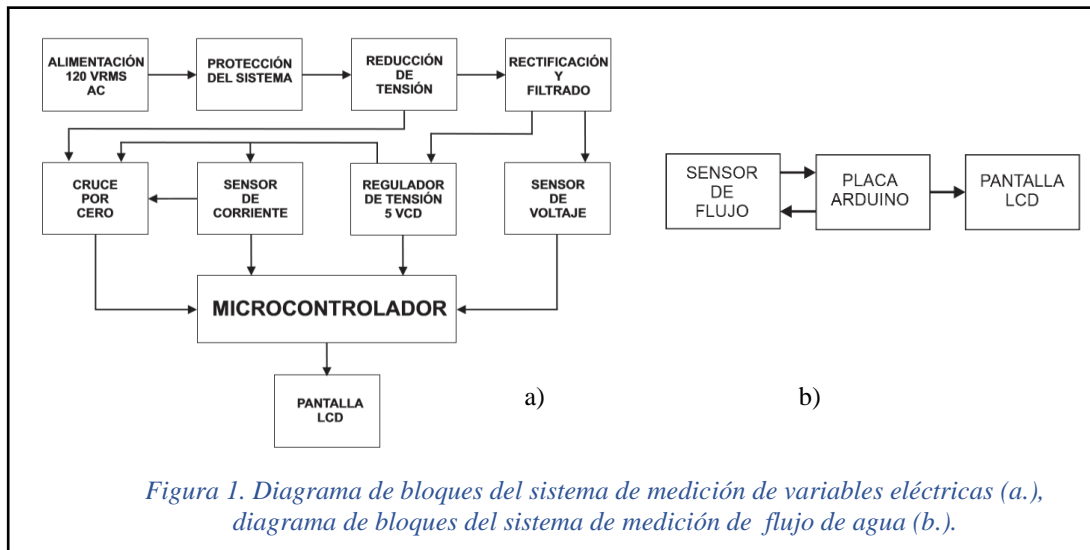 ALIMENTACIÓN
120 VRMS
AC
PROTECCIÓN
DEL SISTEMA
REDUCCIÓN
DE
TENSIÓN
RECTIFICACIÓN
Y
FILTRADO
CRUCE
POR
CERO
SENSOR
DE
CORRIENTE
REGULADOR
DE TENSIÓN
5 VCD
SENSOR
DE
VOLTAJE
MICROCONTROLADOR
PANTALLA
LCD
a)
SENSOR
DE
FLUJO
PLACA
ARDUINO
PANTALLA
LCD
b)
Figura 1. Diagrama de bloques del sistema de medición de variables eléctricas (a.),
diagrama de bloques del sistema de medición de flujo de agua (b.).